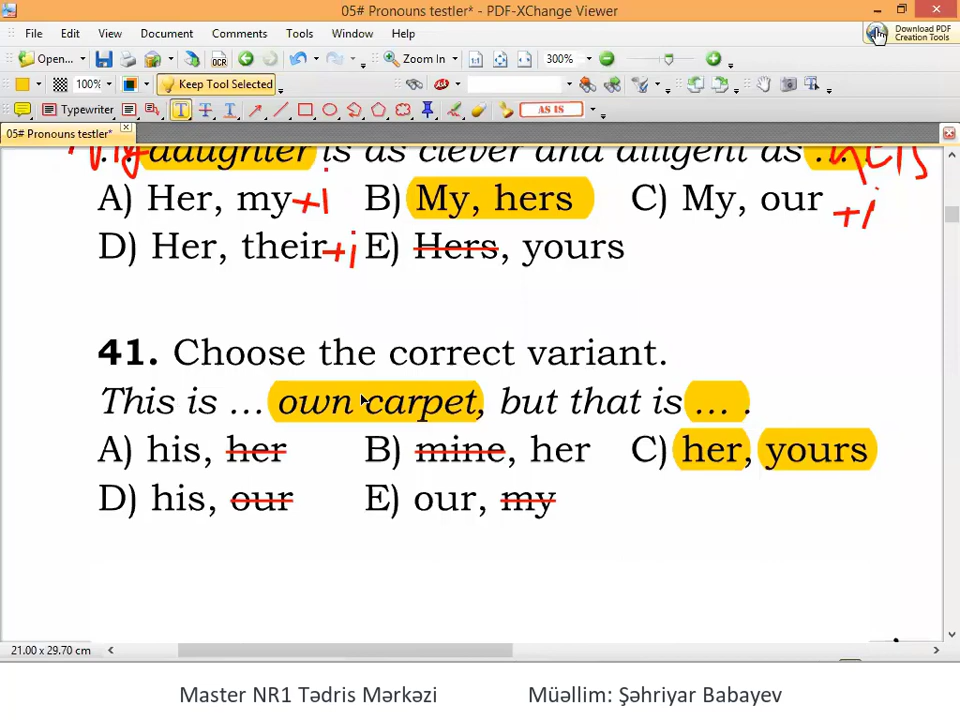 05# Pronouns testler* - PDF-XChange Viewer
File Edit View Document Comments Tools Window Help
Download PDF
Creation Tools
Open... OCR Zoom In 300%
100% Keep Tool Selected
Typewriter T T T AS IS
05# Pronouns testler*
... daughter is as clever and diligent as ...
My hers
A) Her, my +i B) My, hers C) My, our +i
D) Her, their +i E) Hers, yours
41. Choose the correct variant.
This is ... own carpet, but that is ... .
A) his, her B) mine, her C) her, yours
D) his, our E) our, my
21.00 x 29.70 cm
Master NR1 Tədris Mərkəzi Müəllim: Şəhriyar Babayev